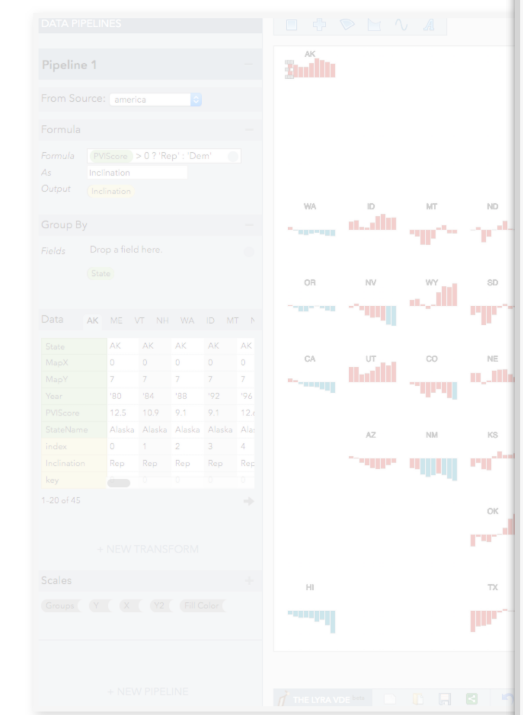 DATA PIPELINES
Pipeline 1
From Source: america
Formula
Formula PVIScore > 0 ? 'Rep' : 'Dem'
As Inclination
Output Inclination
Group By
Fields Drop a field here.
State
Data AK ME VT NH WA ID MT
State AK AK AK AK AK
MapX 0 0 0 0 0
MapY 7 7 7 7 7
Year '80 '84 '88 '92 '96
PVIScore 12.5 10.9 9.1 9.1 12.
StateName Alaska Alaska Alaska Alaska Alas
index 0 1 2 3 4
Inclination Rep Rep Rep Rep Rep
key
1-20 of 45
+ NEW TRANSFORM
Scales
Groups Y X Y2 Fill Color
+ NEW PIPELINE
AK
WA ID MT ND
OR NV WY SD
CA UT CO NE
AZ NM KS
OK
HI TX
THE LYRA VDE